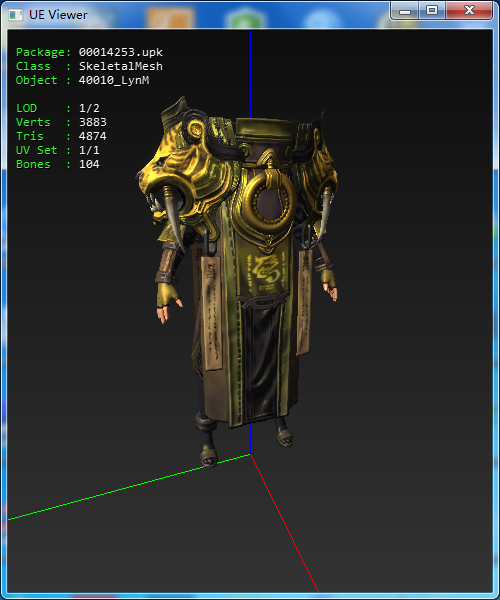 UE Viewer
Package: 00014253.upk
Class : SkeletalMesh
Object : 40010_LynM
LOD : 1/2
Verts : 3883
Tris : 4874
UV Set : 1/1
Bones : 104